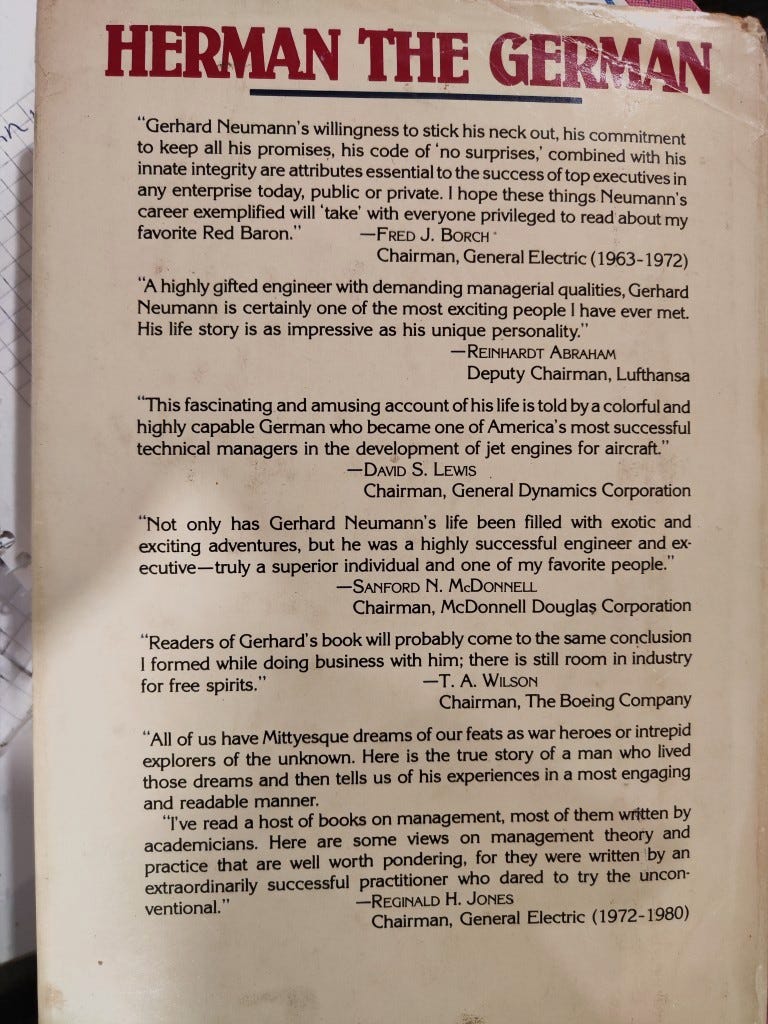 HERMAN THE GERMAN
“Gerhard Neumann’s willingness to stick his neck out, his commitment
to keep all his promises, his code of ‘no surprises,’ combined with his
innate integrity are attributes essential to the success of top executives in
any enterprise today, public or private. I hope these things Neumann’s
career exemplified will ‘take’ with everyone privileged to read about my
favorite Red Baron.” —FRED J. BORCH
Chairman, General Electric (1963-1972)
“A highly gifted engineer with demanding managerial qualities, Gerhard
Neumann is certainly one of the most exciting people I have ever met.
His life story is as impressive as his unique personality.”
—REINHARDT ABRAHAM
Deputy Chairman, Lufthansa
“This fascinating and amusing account of his life is told by a colorful and
highly capable German who became one of America’s most successful
technical managers in the development of jet engines for aircraft.”
—DAVID S. LEWIS
Chairman, General Dynamics Corporation
“Not only has Gerhard Neumann’s life been filled with exotic and
exciting adventures, but he was a highly successful engineer and ex-
ecutive—truly a superior individual and one of my favorite people.”
—SANFORD N. McDONNELL
Chairman, McDonnell Douglas Corporation
“Readers of Gerhard’s book will probably come to the same conclusion
I formed while doing business with him; there is still room in industry
for free spirits.” —T. A. WILSON
Chairman, The Boeing Company
“All of us have Mittyesque dreams of our feats as war heroes or intrepid
explorers of the unknown. Here is the true story of a man who lived
those dreams and then tells us of his experiences in a most engaging
and readable manner.
“I’ve read a host of books on management, most of them written by
academicians. Here are some views on management theory and
practice that are well worth pondering, for they were written by an
extraordinarily successful practitioner who dared to try the uncon-
ventional.” —REGINALD H. JONES
Chairman, General Electric (1972-1980)